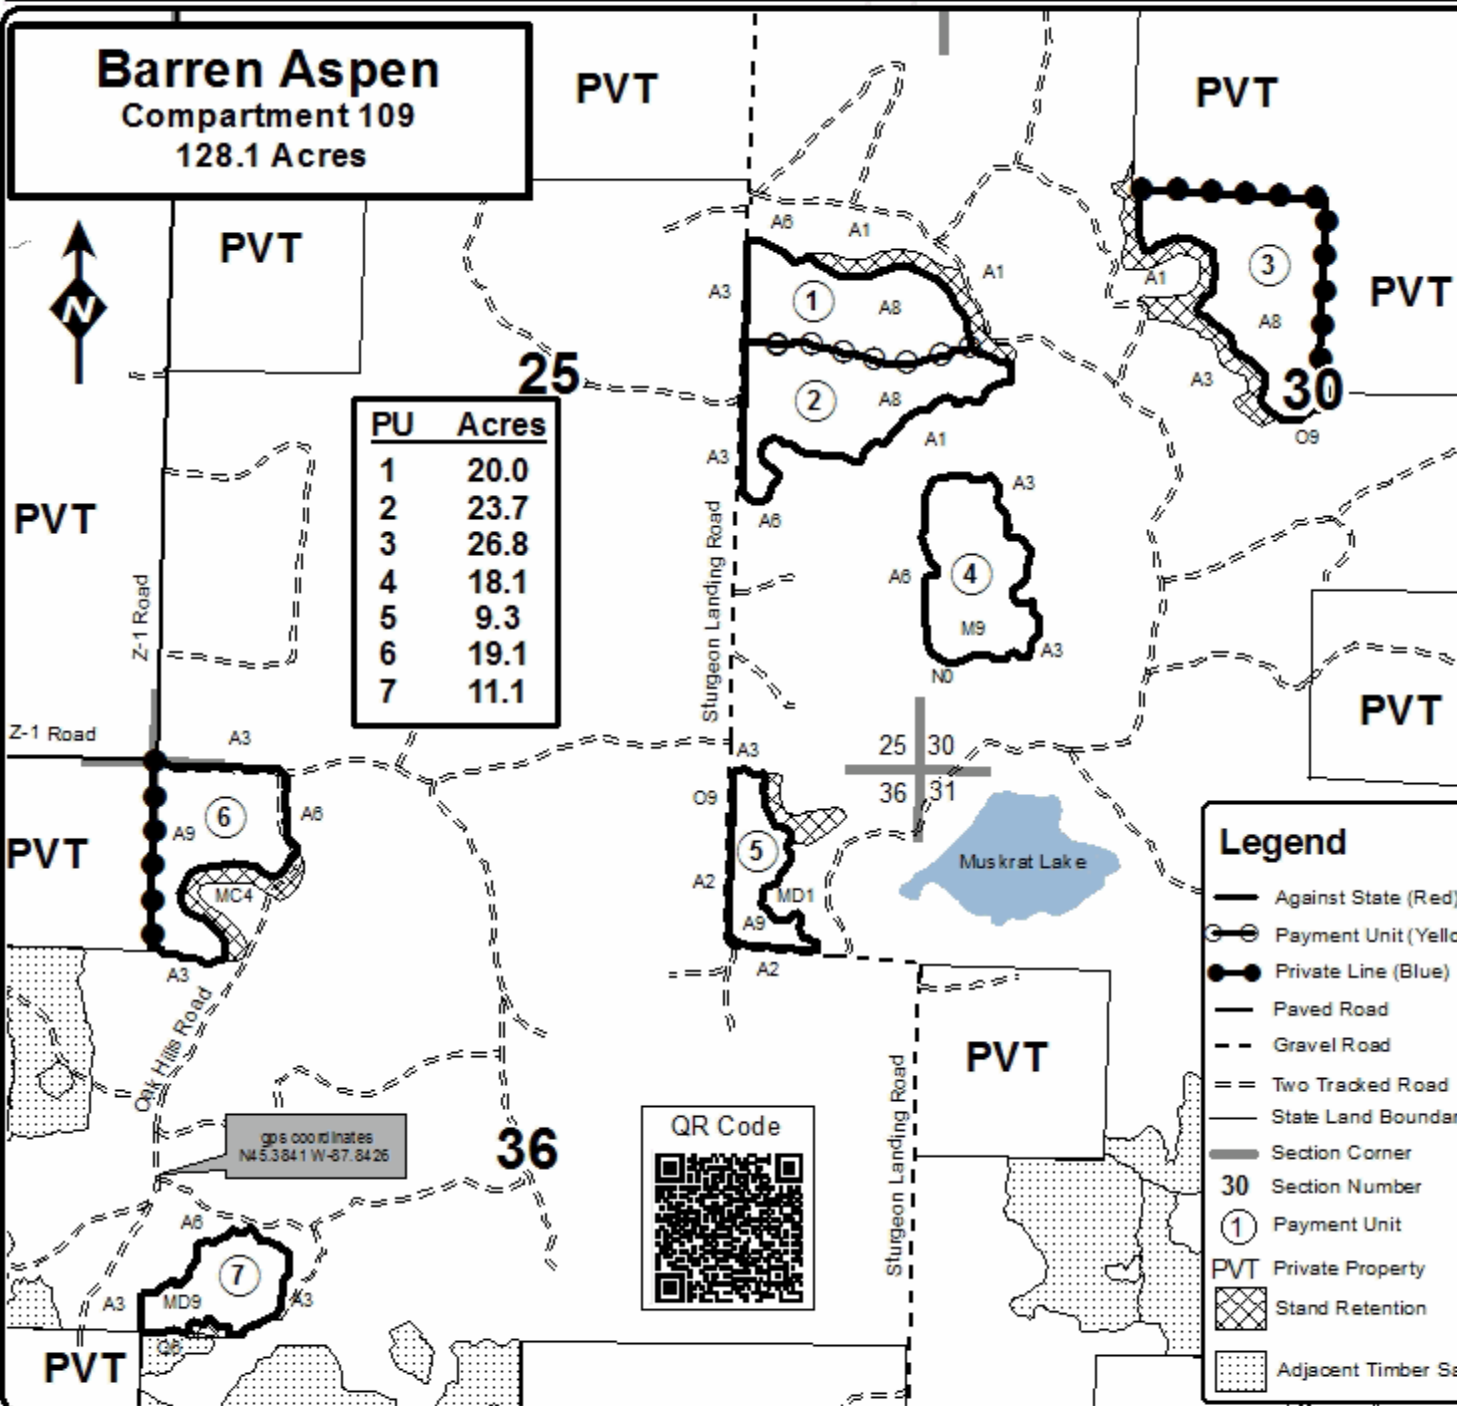 Barren Aspen
Compartment 109
128.1 Acres
PVT
PVT
PVT
PVT
N
A6
A1
A1
A3
1
A8
A1
3
A8
25
2
A8
A3
30
A3
A1
O9
PU Acres
1 20.0
2 23.7
3 26.8
4 18.1
5 9.3
6 19.1
7 11.1
PVT
A6
A3
A6
4
M9
A3
N0
Z-1 Road
Sturgeon Landing Road
PVT
Z-1 Road
A3
A3
25 30
36 31
O9
6
A9
A6
PVT
5
A2
MD1
A9
A2
MC4
A3
Muskrat Lake
Oak Hills Road
PVT
Sturgeon Landing Road
gps coordinates
N45.3841 W-87.8426
36
QR Code
A6
7
A3
MD9
A3
PVT
Legend
Against State (Red)
Payment Unit (Yello
Private Line (Blue)
Paved Road
Gravel Road
Two Tracked Road
State Land Boundar
Section Corner
30 Section Number
1 Payment Unit
PVT Private Property
Stand Retention
Adjacent Timber Sa